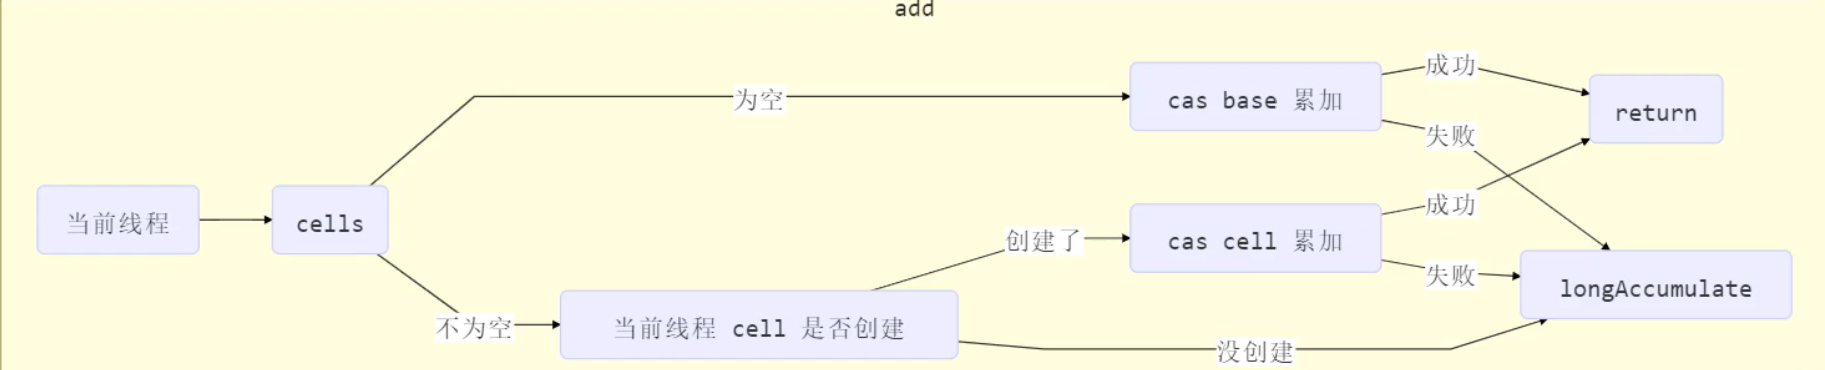 add
当前线程
cells
为空
不为空
当前线程 cell 是否创建
创建了
没创建
cas base 累加
成功
失败
cas cell 累加
成功
失败
return
longAccumulate